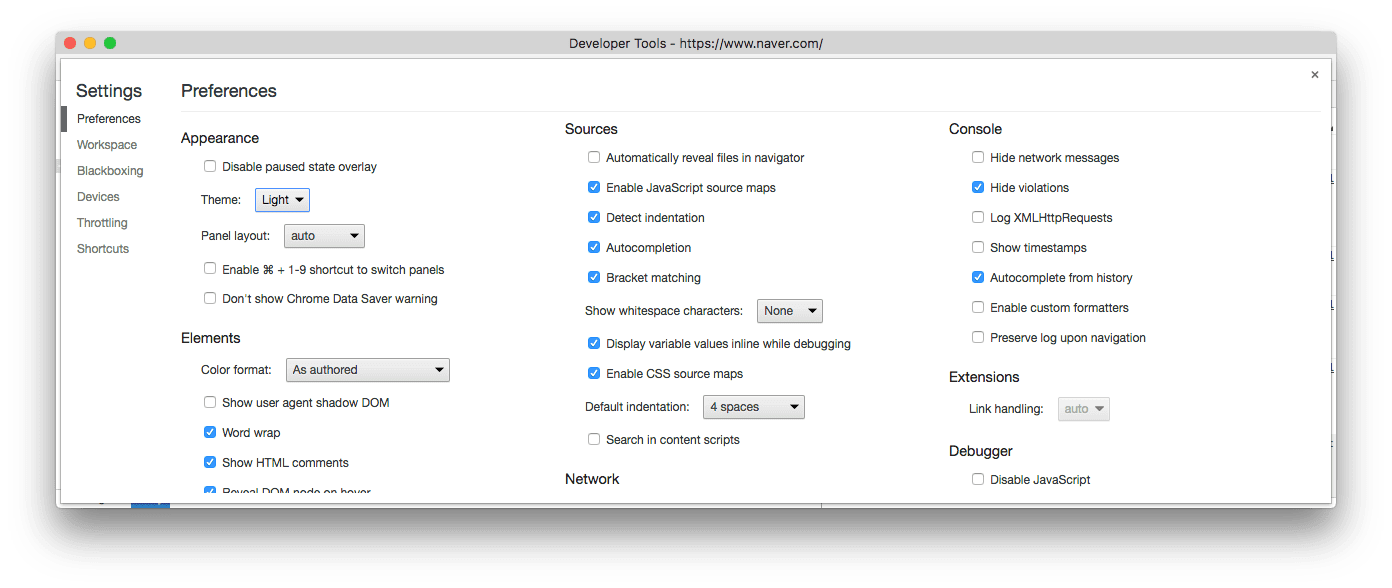 Developer Tools - https://www.naver.com/
×
Settings
Preferences
Workspace
Blackboxing
Devices
Throttling
Shortcuts
Preferences
Appearance
Disable paused state overlay
Theme: Light
Panel layout: auto
Enable ⌘ + 1-9 shortcut to switch panels
Don't show Chrome Data Saver warning
Elements
Color format: As authored
Show user agent shadow DOM
Word wrap
Show HTML comments
Reveal DOM node on hover
Sources
Automatically reveal files in navigator
Enable JavaScript source maps
Detect indentation
Autocompletion
Bracket matching
Show whitespace characters: None
Display variable values inline while debugging
Enable CSS source maps
Default indentation: 4 spaces
Search in content scripts
Network
Console
Hide network messages
Hide violations
Log XMLHttpRequests
Show timestamps
Autocomplete from history
Enable custom formatters
Preserve log upon navigation
Extensions
Link handling: auto
Debugger
Disable JavaScript